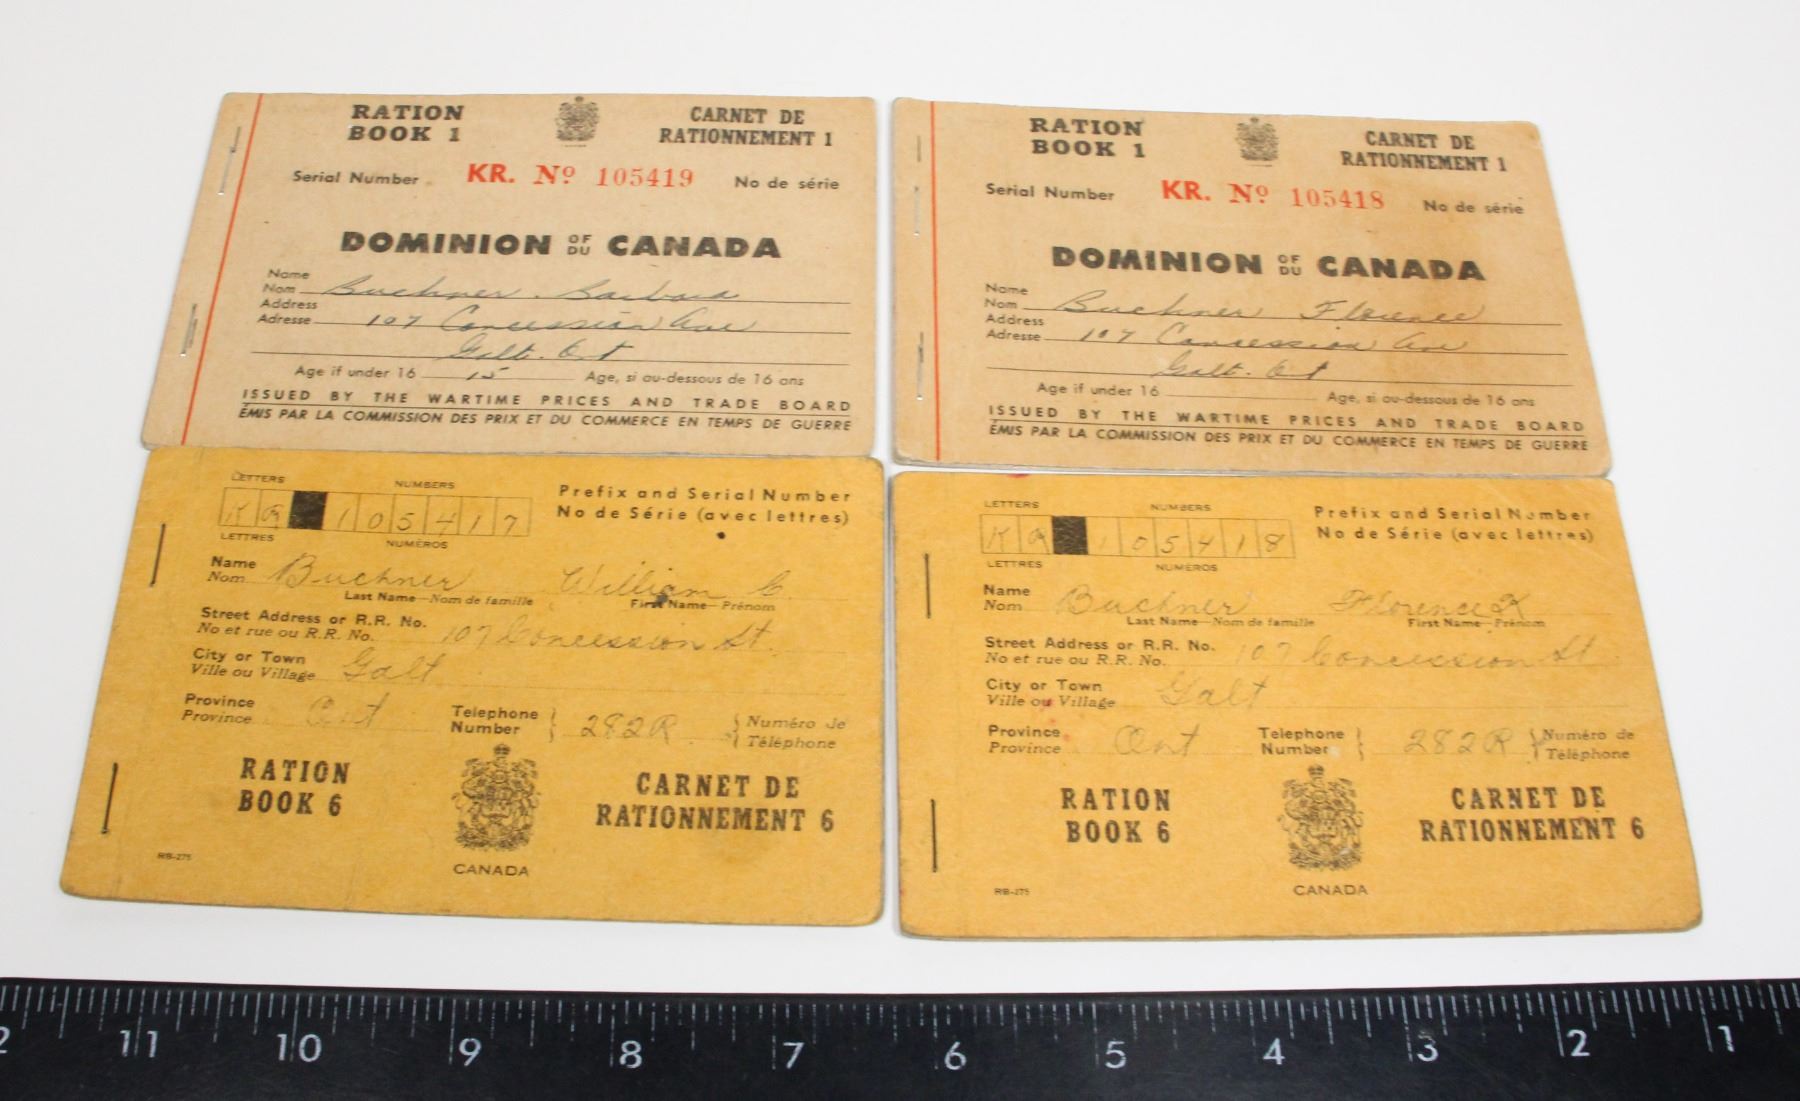 RATION
BOOK 1
CARNET DE
RATIONNEMENT 1
Serial Number KR. Nº 105419 No de série
DOMINION OF DU CANADA
Name
Nom Buchner. Barbara
Address
Adresse 107 Concession Ave
Galt. Ont
Age if under 16 15 Age, si au-dessous de 16 ans
ISSUED BY THE WARTIME PRICES AND TRADE BOARD
ÉMIS PAR LA COMMISSION DES PRIX ET DU COMMERCE EN TEMPS DE GUERRE
RATION
BOOK 1
CARNET DE
RATIONNEMENT 1
Serial Number KR. Nº 105418 No de série
DOMINION OF DU CANADA
Name
Nom Buchner Florence
Address
Adresse 107 Concession Ave
Galt. Ont
Age if under 16 Age, si au-dessous de 16 ans
ISSUED BY THE WARTIME PRICES AND TRADE BOARD
ÉMIS PAR LA COMMISSION DES PRIX ET DU COMMERCE EN TEMPS DE GUERRE
LETTERS NUMBERS
KR 105417
LETTRES NUMÉROS
Prefix and Serial Number
No de Série (avec lettres)
Name
Nom Buchner William C.
Last Name—Nom de famille First Name—Prénom
Street Address or R.R. No.
No et rue ou R.R. No. 107 Concession St.
City or Town
Ville ou Village Galt
Province
Province Ont
Telephone
Number 282R
Numéro de
Téléphone
RATION
BOOK 6
CARNET DE
RATIONNEMENT 6
RB-275
CANADA
LETTERS NUMBERS
KR 105418
LETTRES NUMÉROS
Prefix and Serial Number
No de Série (avec lettres)
Name
Nom Buchner Florence K
Last Name—Nom de famille First Name—Prénom
Street Address or R.R. No.
No et rue ou R.R. No. 107 Concession St
City or Town
Ville ou Village Galt
Province
Province Ont
Telephone
Number 282R
Numéro de
Téléphone
RATION
BOOK 6
CARNET DE
RATIONNEMENT 6
RB-275
CANADA
11 10 9 8 7 6 5 4 3 2 1